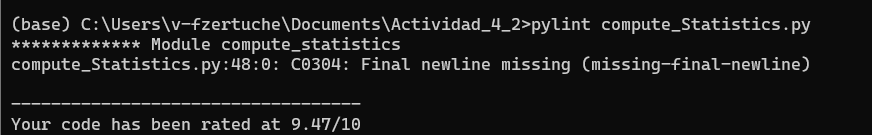 (base) C:\Users\v-fzertuche\Documents\Actividad_4_2>pylint compute_Statistics.py
************* Module compute_statistics
compute_Statistics.py:48:0: C0304: Final newline missing (missing-final-newline)
-----------------------------------
Your code has been rated at 9.47/10